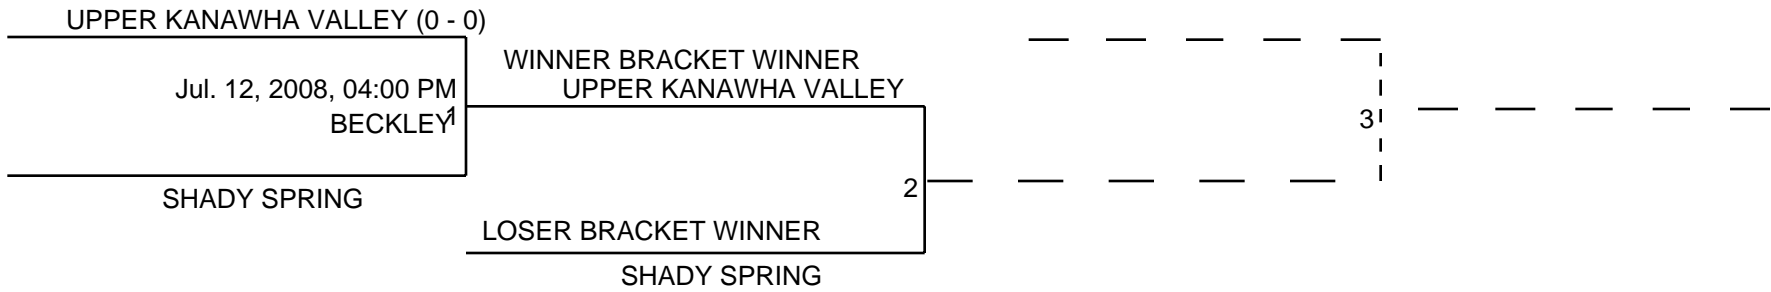 UPPER KANAWHA VALLEY (0 - 0)
WINNER BRACKET WINNER
Jul. 12, 2008, 04:00 PM
UPPER KANAWHA VALLEY
BECKLEY
1
3
SHADY SPRING
2
LOSER BRACKET WINNER
SHADY SPRING